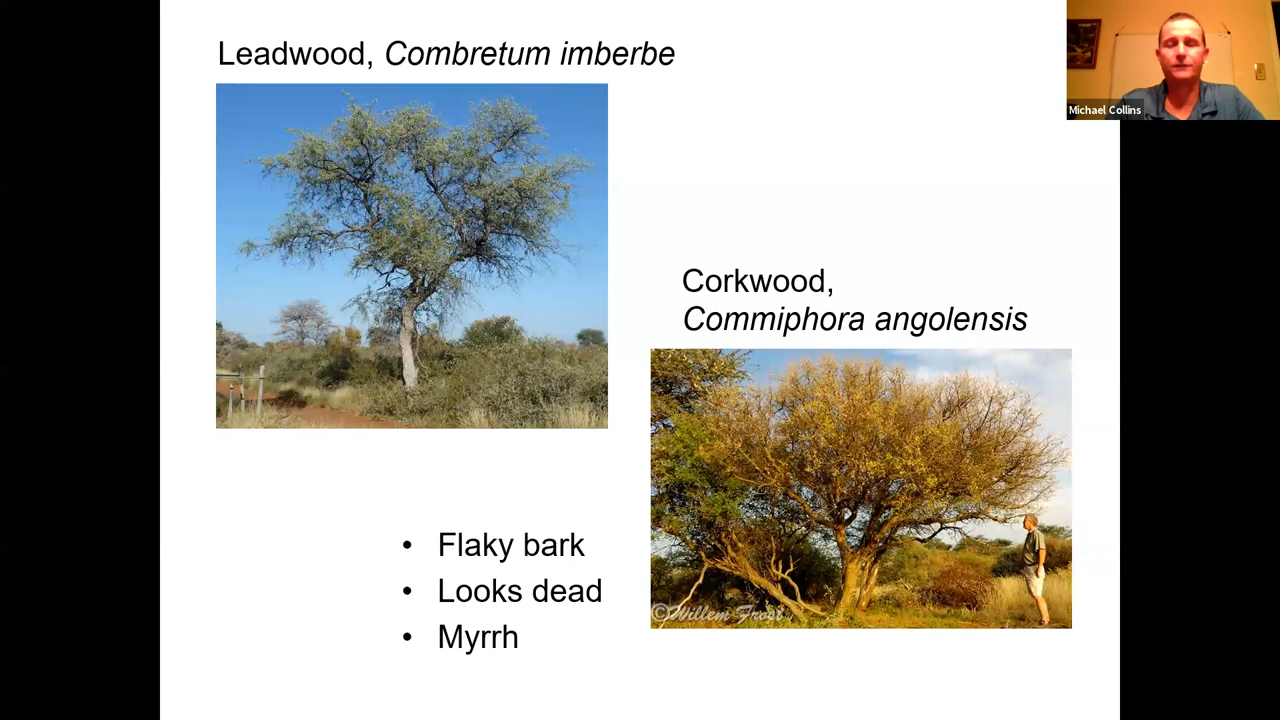 Leadwood, Combretum imberbe
Michael Collins
Corkwood,
Commiphora angolensis
• Flaky bark
• Looks dead
• Myrrh
©Willem Frost